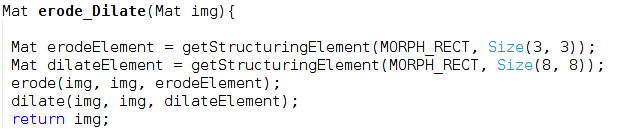 Mat erode_Dilate(Mat img){
Mat erodeElement = getStructuringElement(MORPH_RECT, Size(3, 3));
Mat dilateElement = getStructuringElement(MORPH_RECT, Size(8, 8));
erode(img, img, erodeElement);
dilate(img, img, dilateElement);
return img;